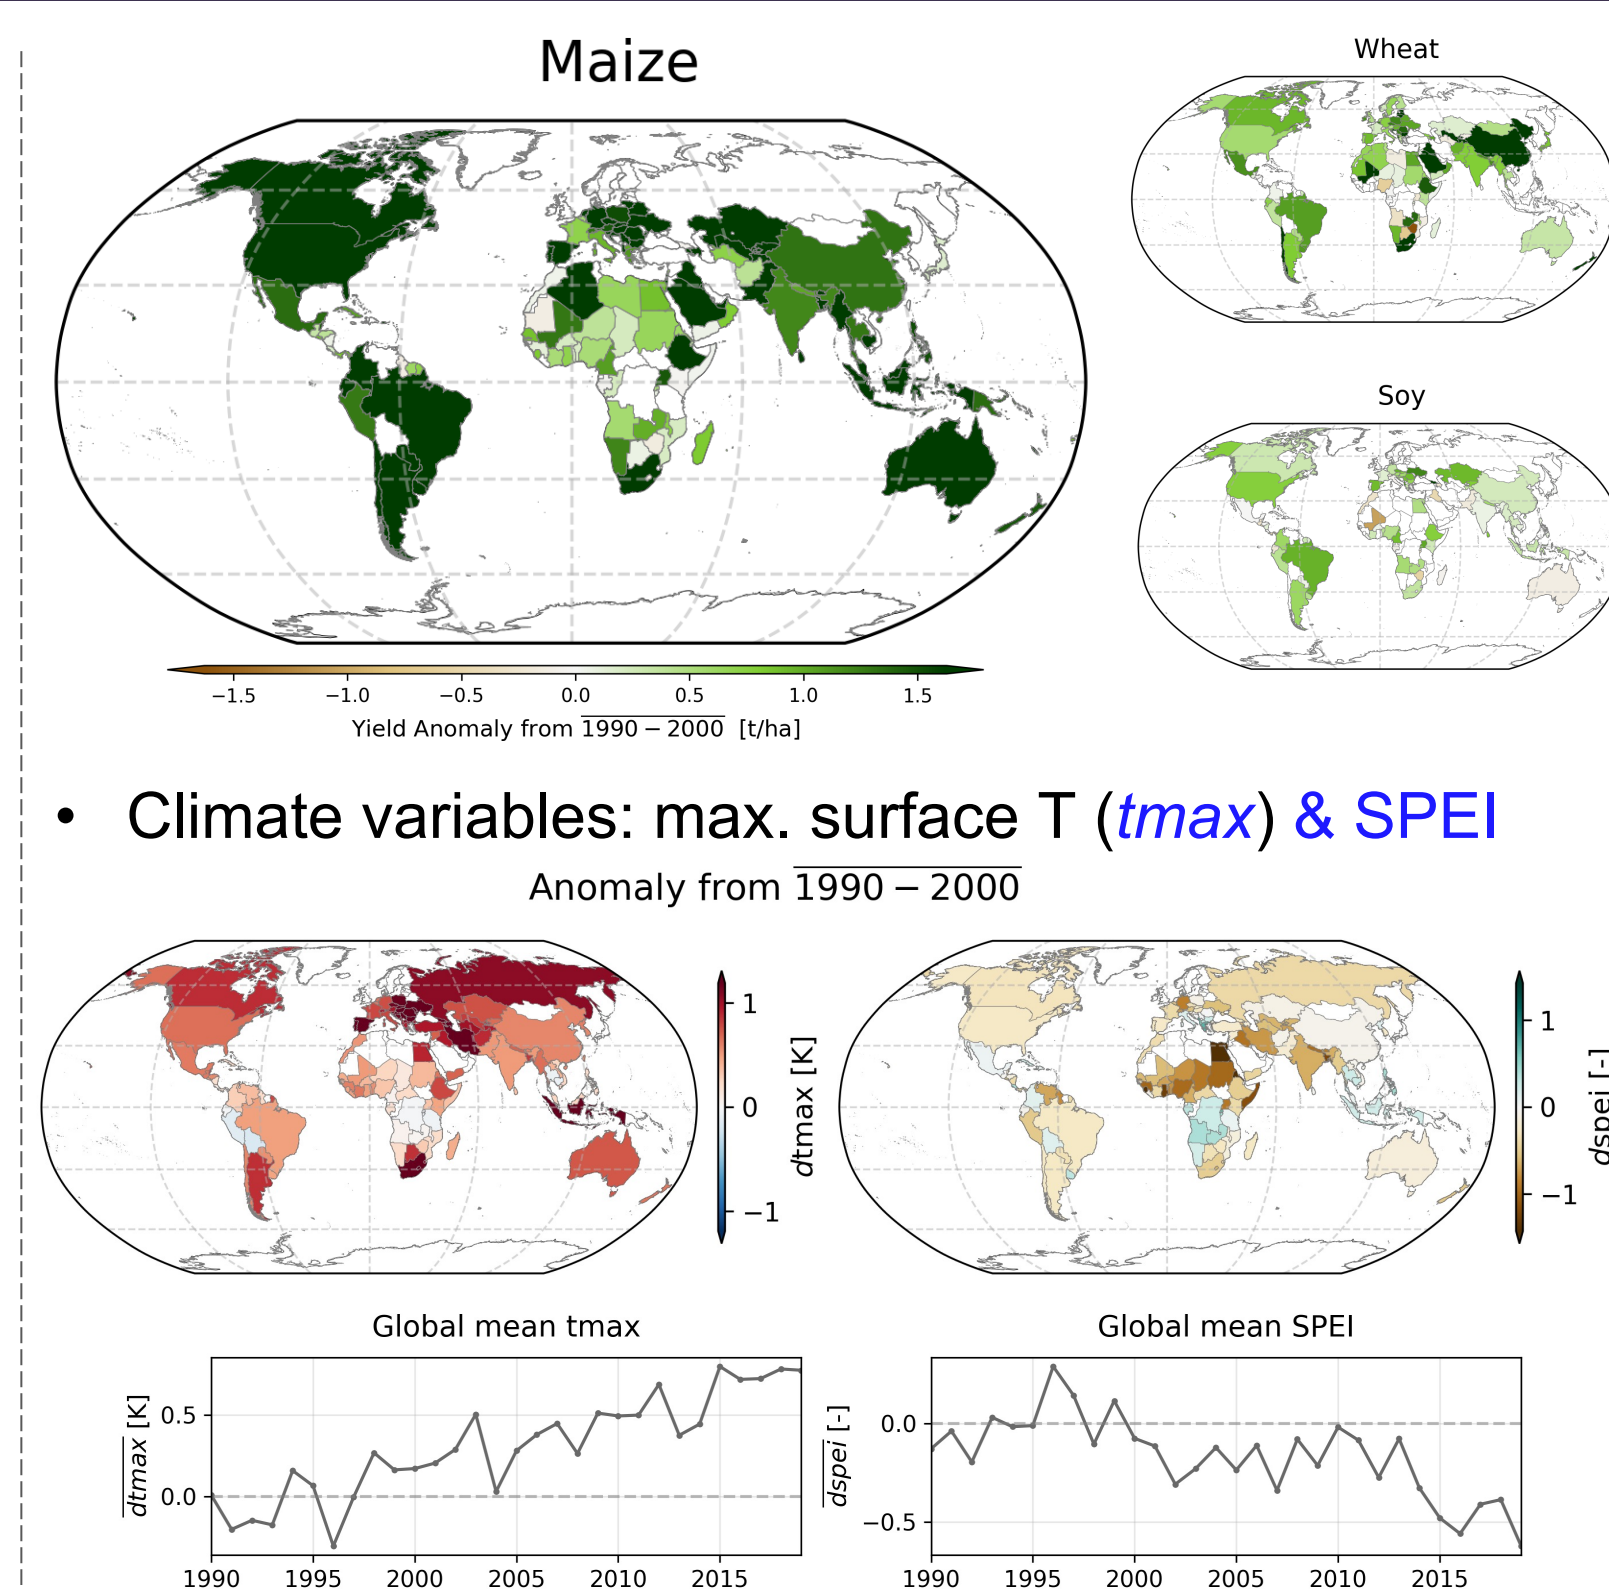 Maize
Wheat
Soy
−1.5 −1.0 −0.5 0.0 0.5 1.0 1.5
Yield Anomaly from 1990 − 2000 [t/ha]
• Climate variables: max. surface T (tmax) & SPEI
Anomaly from 1990 − 2000
1
0
−1
dtmax [K]
1
0
−1
dspei [-]
Global mean tmax
0.5
0.0
dtmax [K]
1990 1995 2000 2005 2010 2015
Global mean SPEI
0.0
−0.5
dspei [-]
1990 1995 2000 2005 2010 2015